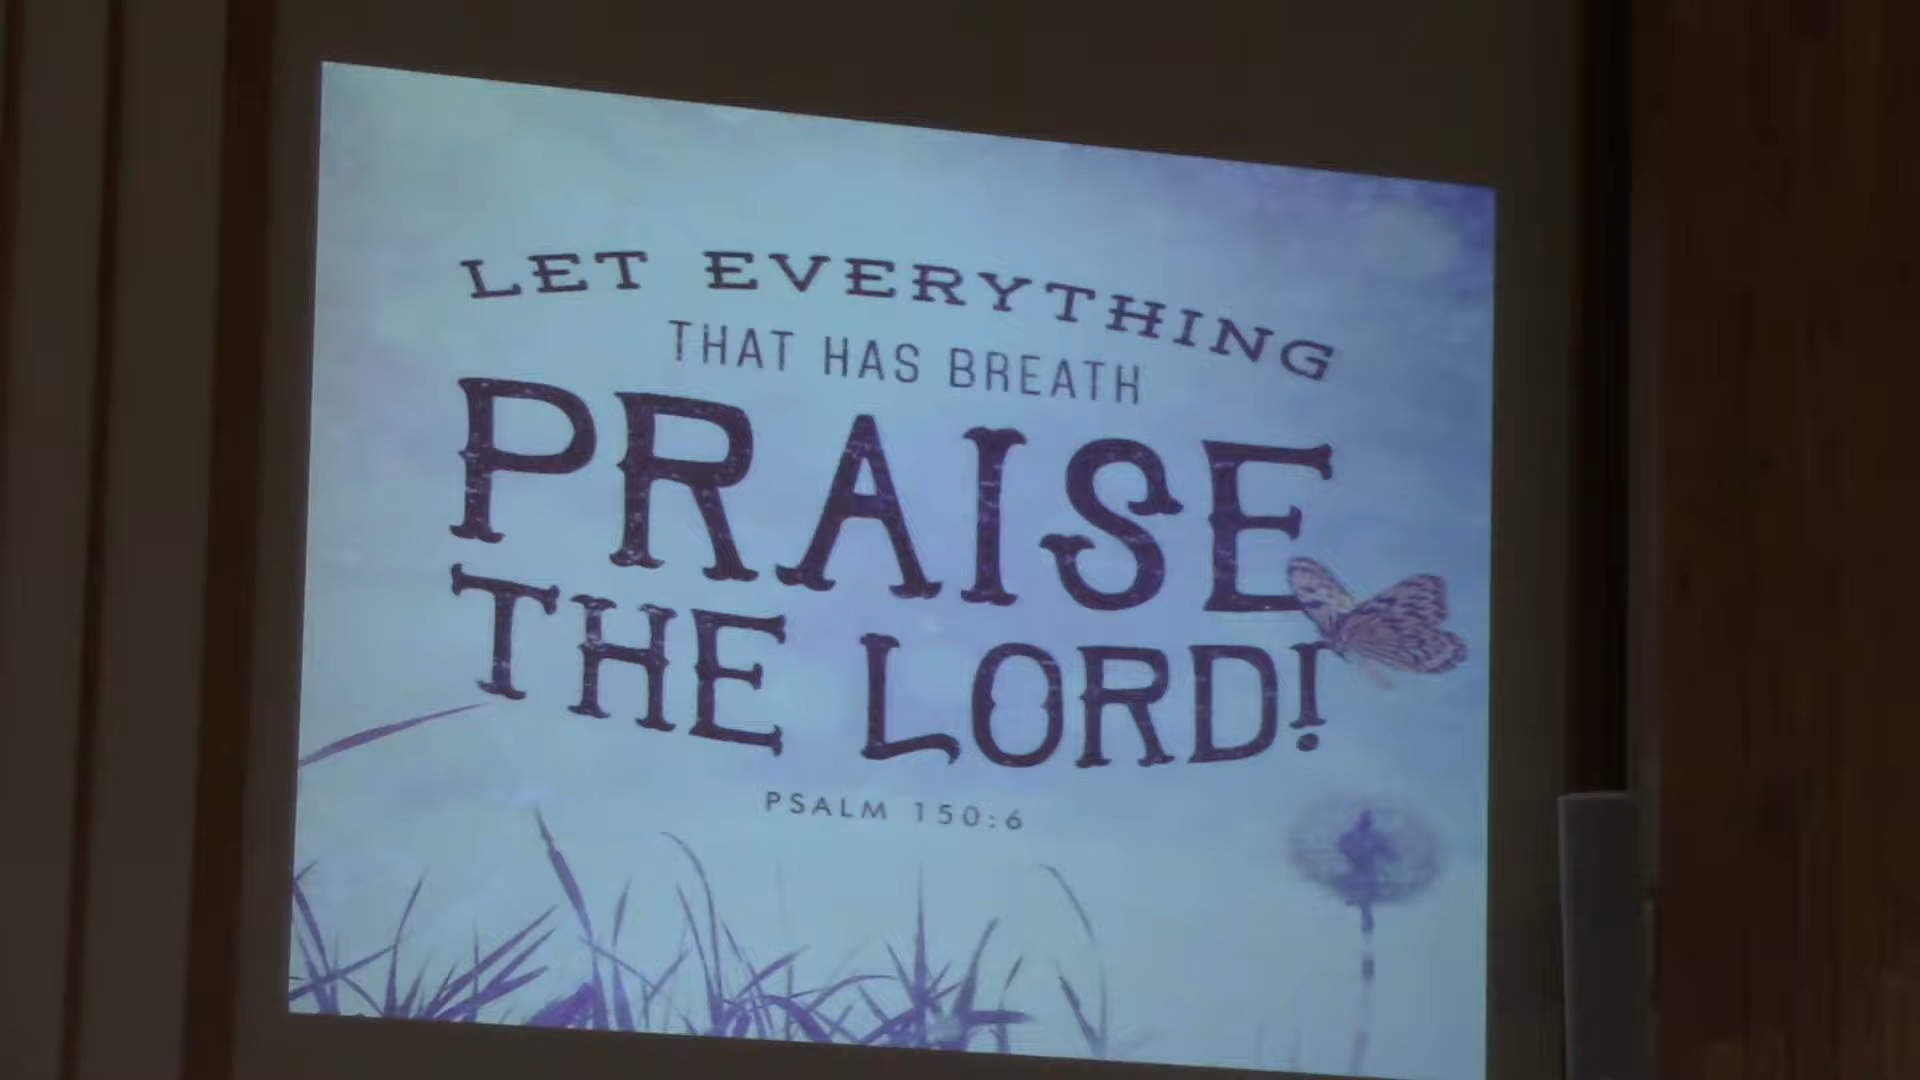 LET EVERYTHING
THAT HAS BREATH
PRAISE
THE LORD!
PSALM 150:6